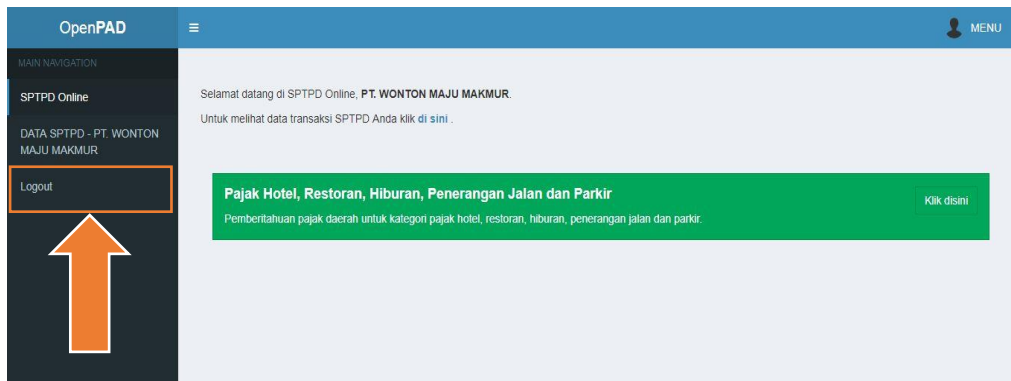 OpenPAD
MENU
MAIN NAVIGATION
SPTPD Online
DATA SPTPD - PT. WONTON
MAJU MAKMUR
Logout
Selamat datang di SPTPD Online, PT. WONTON MAJU MAKMUR.
Untuk melihat data transaksi SPTPD Anda klik di sini .
Pajak Hotel, Restoran, Hiburan, Penerangan Jalan dan Parkir
Pemberitahuan pajak daerah untuk kategori pajak hotel, restoran, hiburan, penerangan jalan dan parkir.
Klik disini